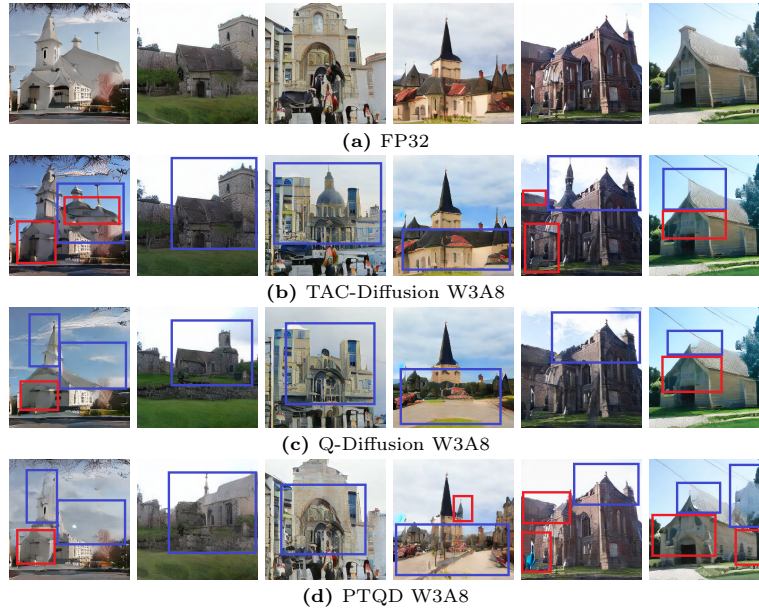 (a) FP32
(b) TAC-Diffusion W3A8
(c) Q-Diffusion W3A8
(d) PTQD W3A8